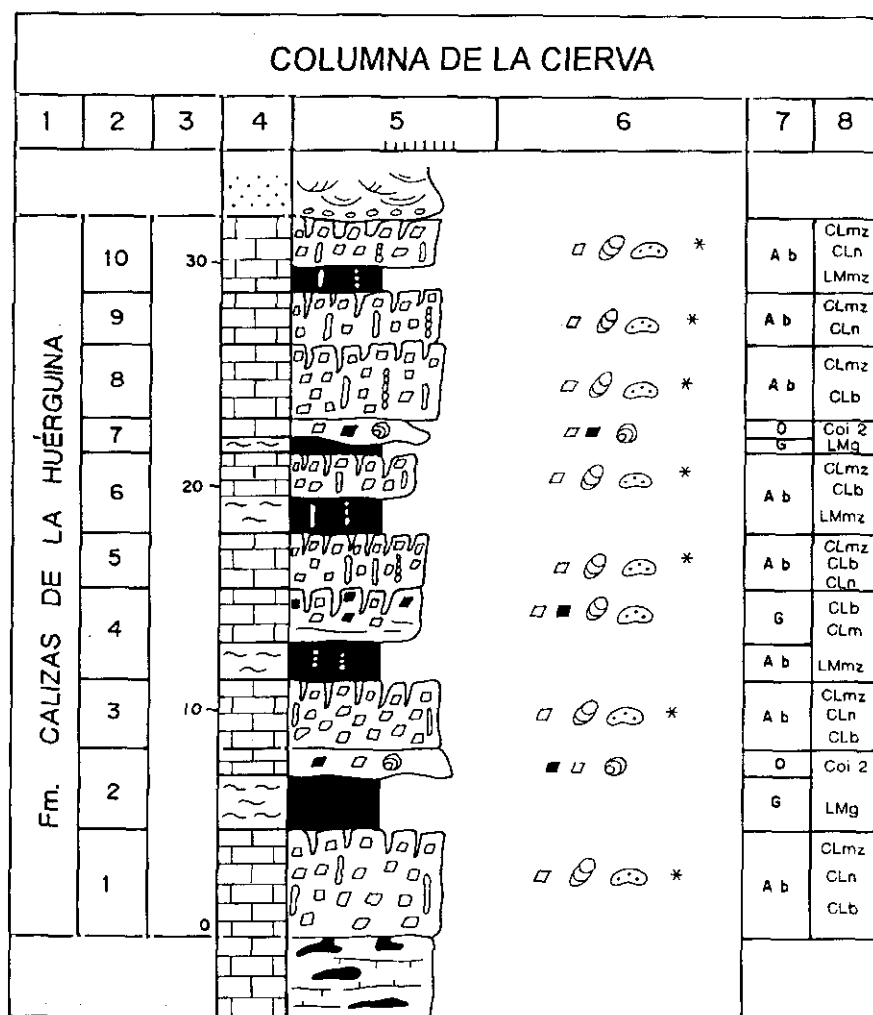 COLUMNA DE LA CIERVA
1 2 3 4 5 6 7 8
Fm. CALIZAS DE LA HUÉRGUINA
30
20
10
0
10
* A b CLmz
CLn
LMmz
9
* A b CLmz
CLn
8
* A b CLmz
CLb
7
O Coi 2
G LMg
6
* A b CLmz
CLb
LMmz
5
* A b CLmz
CLb
CLn
4
G CLb
CLm
A b LMmz
3
* A b CLmz
CLn
CLb
2
O Coi 2
G LMg
1
* A b CLmz
CLn
CLb